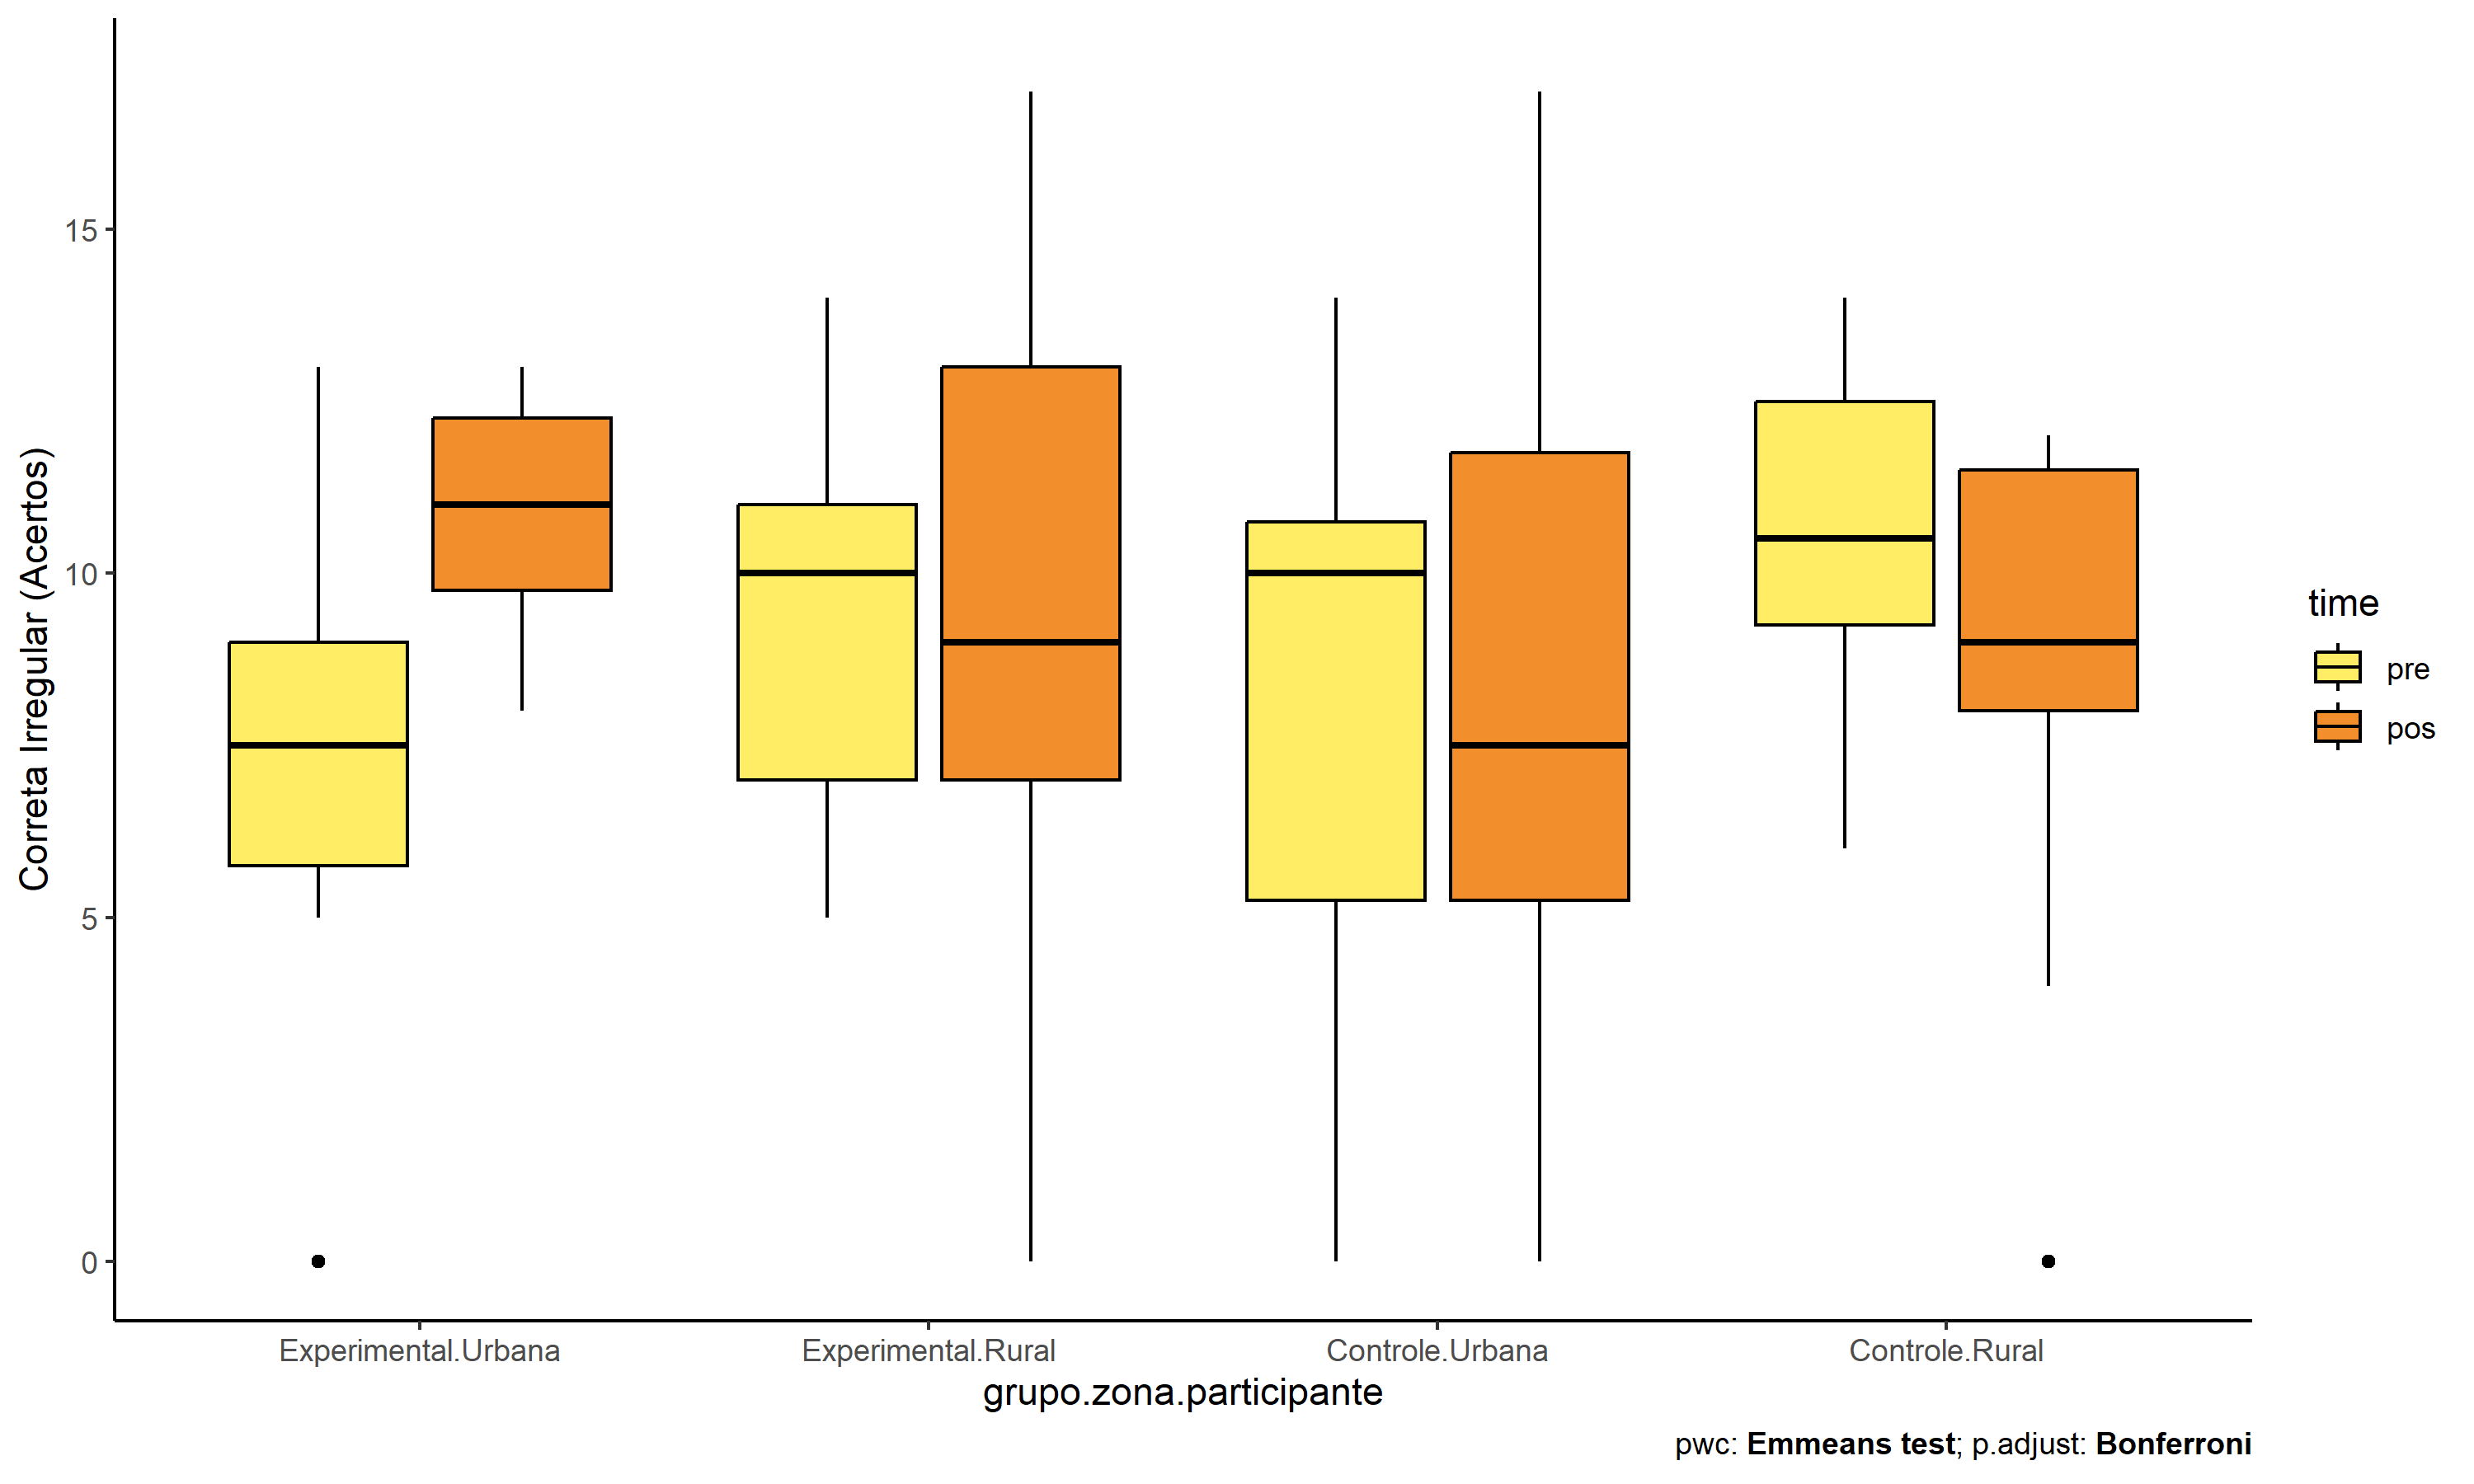 Correta Irregular (Acertos)
15
10
5
0
Experimental.Urbana
Experimental.Rural
Controle.Urbana
Controle.Rural
grupo.zona.participante
time
pre
pos
pwc: Emmeans test; p.adjust: Bonferroni